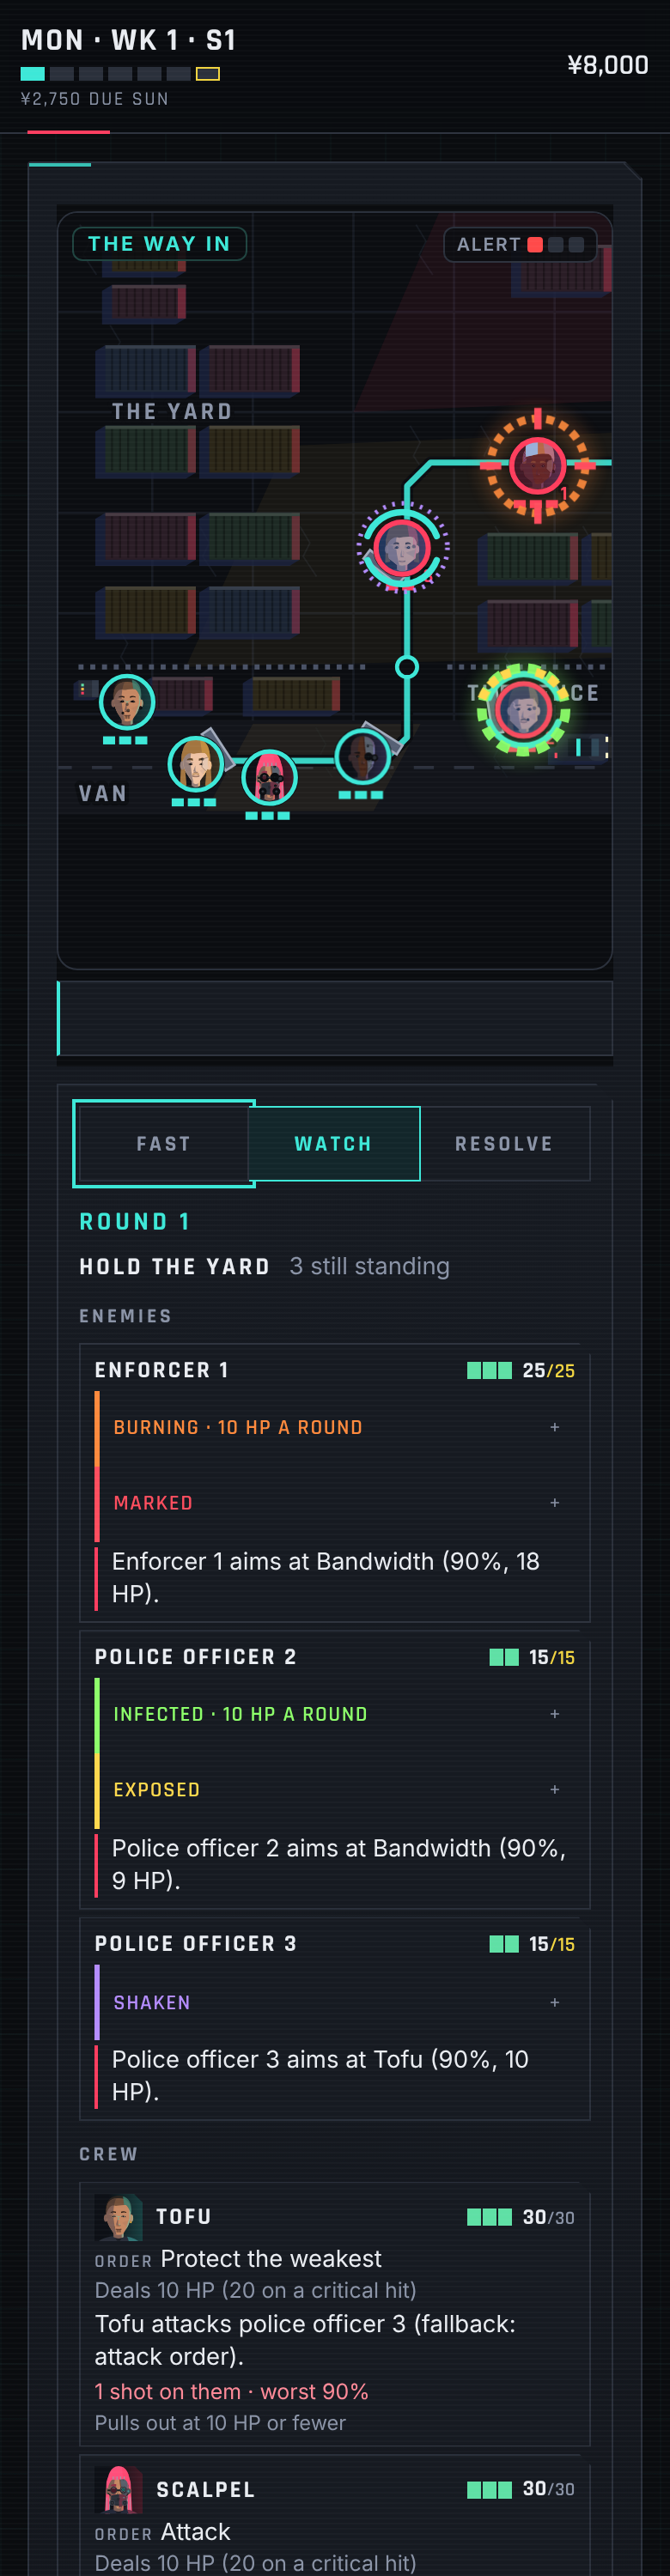 MON · WK 1 · S1
¥8,000
¥2,750 DUE SUN
THE WAY IN
ALERT
THE YARD
1
VAN
FAST
WATCH
RESOLVE
ROUND 1
HOLD THE YARD 3 still standing
ENEMIES
ENFORCER 1 25/25
BURNING · 10 HP A ROUND +
MARKED +
Enforcer 1 aims at Bandwidth (90%, 18
HP).
POLICE OFFICER 2 15/15
INFECTED · 10 HP A ROUND +
EXPOSED +
Police officer 2 aims at Bandwidth (90%,
9 HP).
POLICE OFFICER 3 15/15
SHAKEN +
Police officer 3 aims at Tofu (90%, 10
HP).
CREW
TOFU 30/30
ORDER Protect the weakest
Deals 10 HP (20 on a critical hit)
Tofu attacks police officer 3 (fallback:
attack order).
1 shot on them · worst 90%
Pulls out at 10 HP or fewer
SCALPEL 30/30
ORDER Attack
Deals 10 HP (20 on a critical hit)